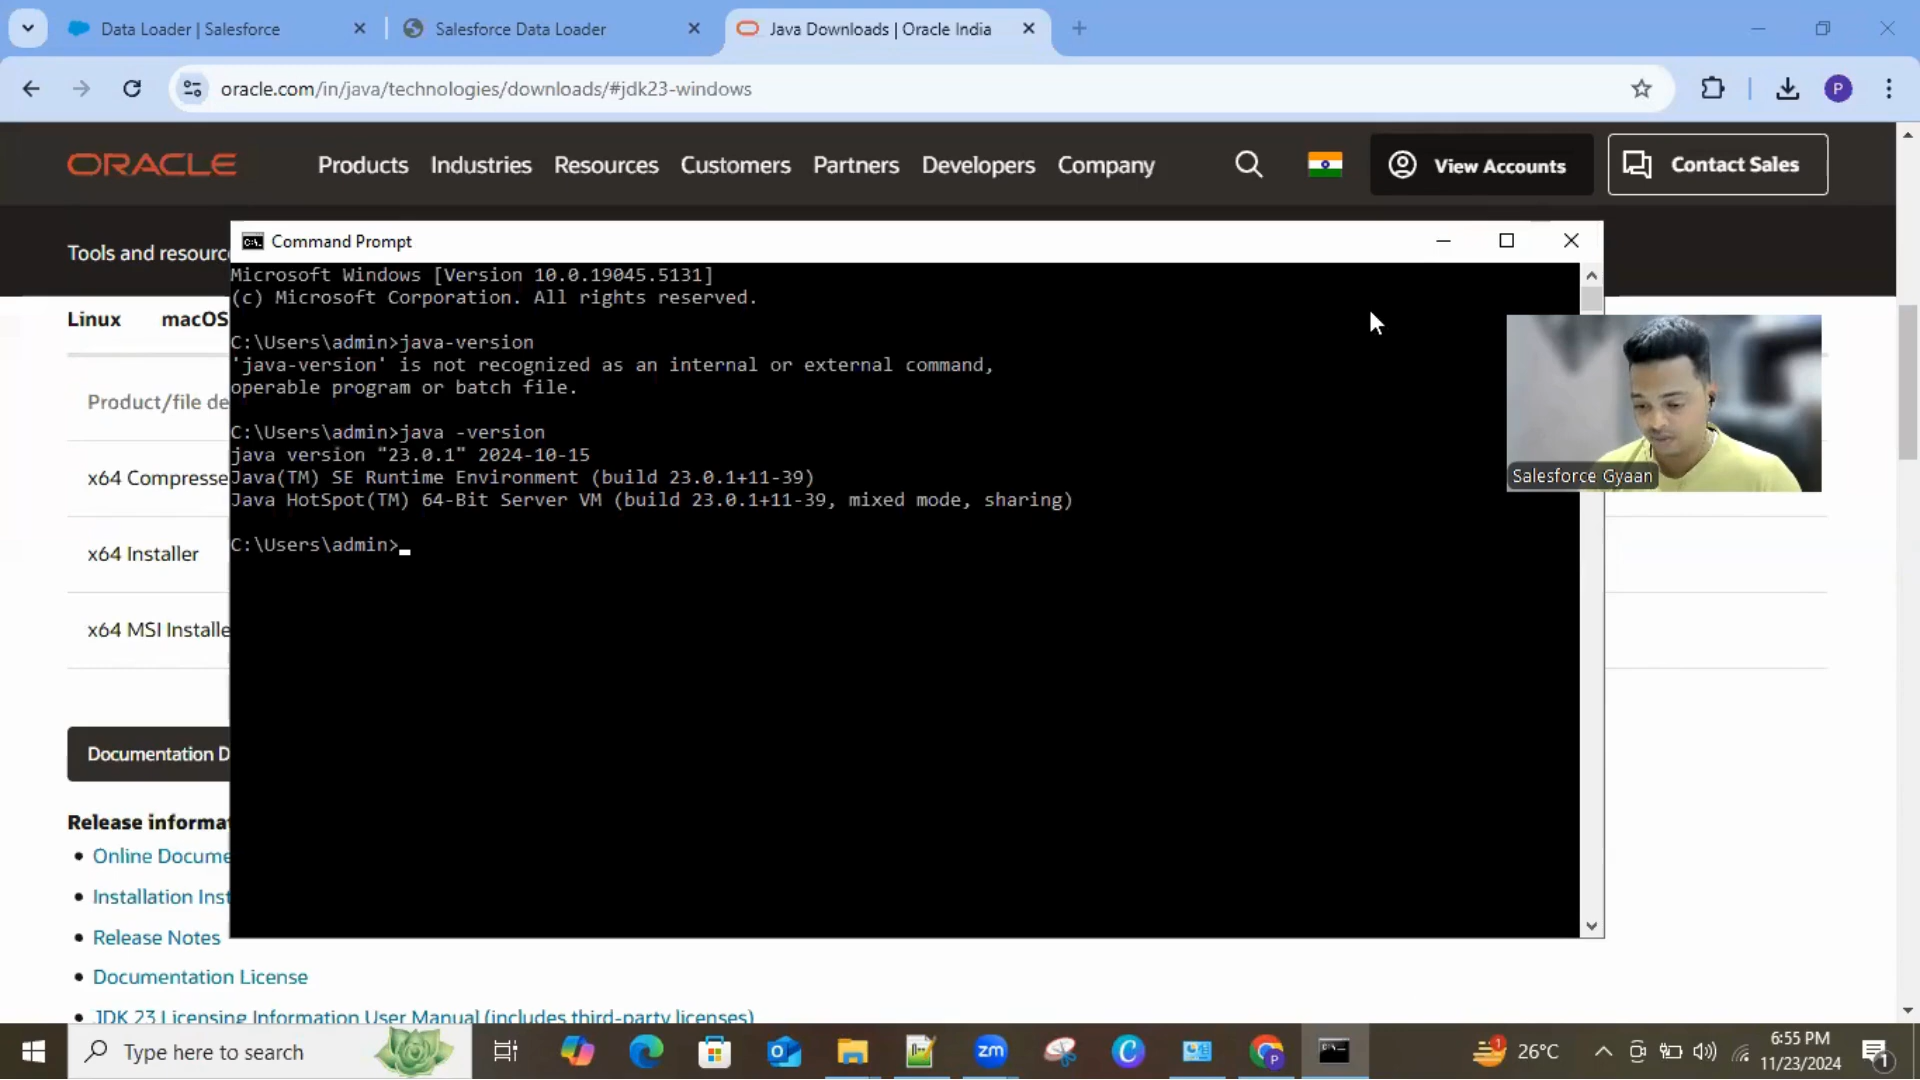 Data Loader | Salesforce
Salesforce Data Loader
Java Downloads | Oracle India
oracle.com/in/java/technologies/downloads/#jdk23-windows
P
ORACLE
Products
Industries
Resources
Customers
Partners
Developers
Company
View Accounts
Contact Sales
Tools and resourc
Command Prompt
Microsoft Windows [Version 10.0.19045.5131]
(c) Microsoft Corporation. All rights reserved.
C:\Users\admin>java-version
'java-version' is not recognized as an internal or external command,
operable program or batch file.
C:\Users\admin>java -version
java version "23.0.1" 2024-10-15
Java(TM) SE Runtime Environment (build 23.0.1+11-39)
Java HotSpot(TM) 64-Bit Server VM (build 23.0.1+11-39, mixed mode, sharing)
C:\Users\admin>
Linux
macOS
Product/file de
x64 Compresse
x64 Installer
x64 MSI Installe
Salesforce Gyaan
Documentation D
Release informat
Online Docume
Installation Inst
Release Notes
Documentation License
JDK 23 Licensing Information User Manual (includes third-party licenses)
Type here to search
zm
26°C
6:55 PM
11/23/2024
1